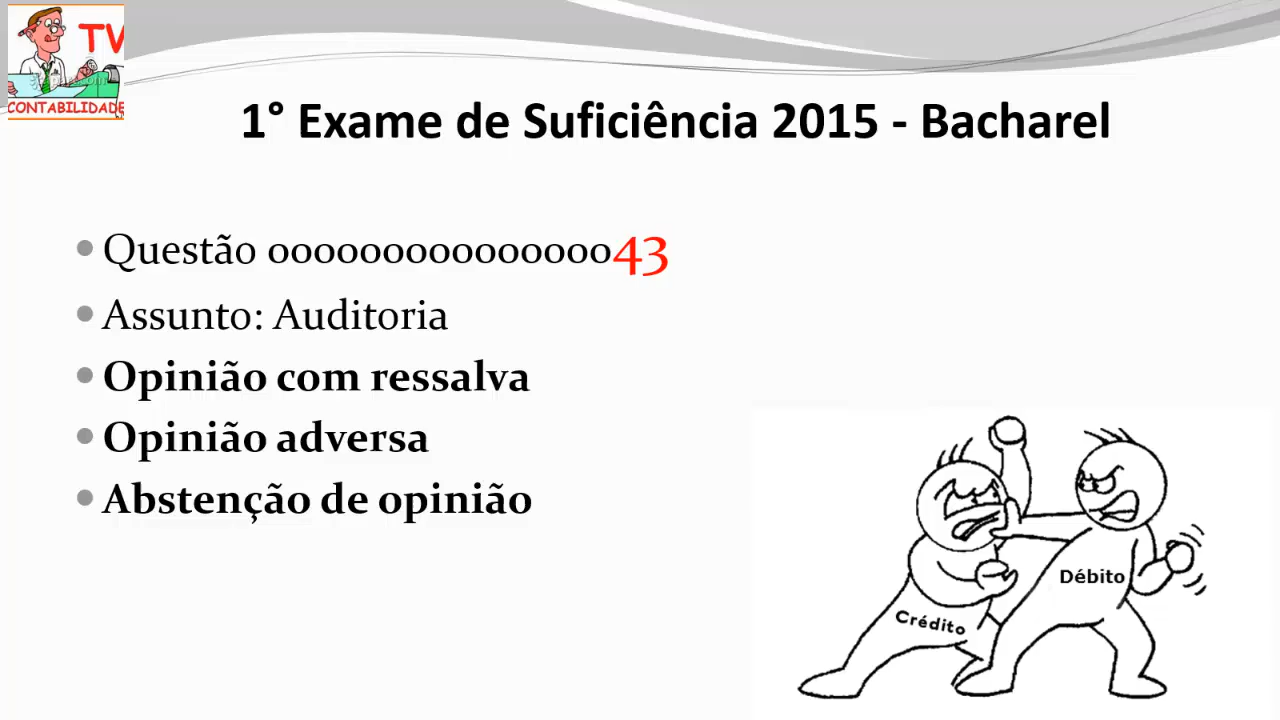 TV
CONTABILIDADE
1° Exame de Suficiência 2015 - Bacharel
Questão ooooooooooooooo43
Assunto: Auditoria
Opinião com ressalva
Opinião adversa
Abstenção de opinião
Débito
Crédito